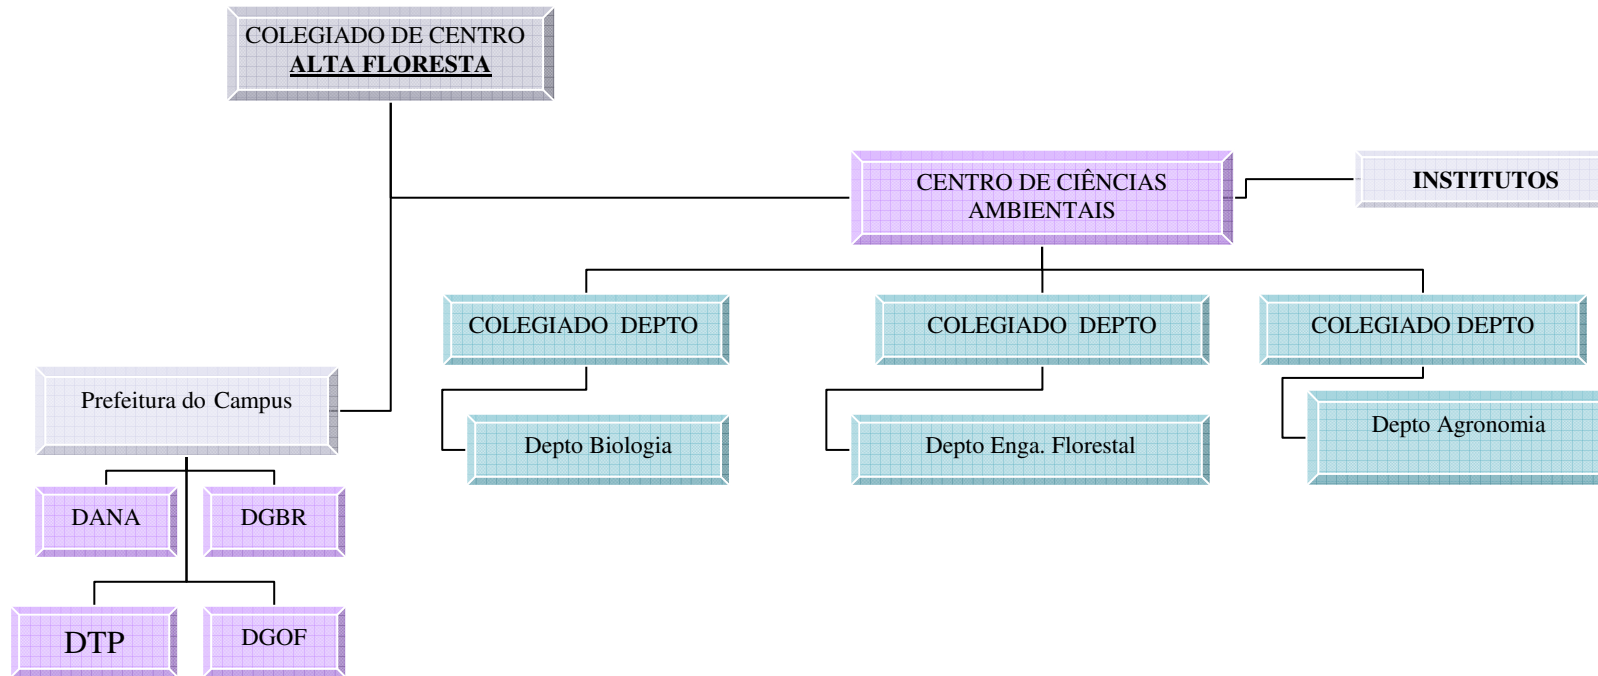 COLEGIADO DE CENTRO
ALTA FLORESTA
CENTRO DE CIÊNCIAS
AMBIENTAIS
INSTITUTOS
COLEGIADO DEPTO
COLEGIADO DEPTO
COLEGIADO DEPTO
Prefeitura do Campus
Depto Biologia
Depto Enga. Florestal
Depto Agronomia
DANA
DGBR
DTP
DGOF